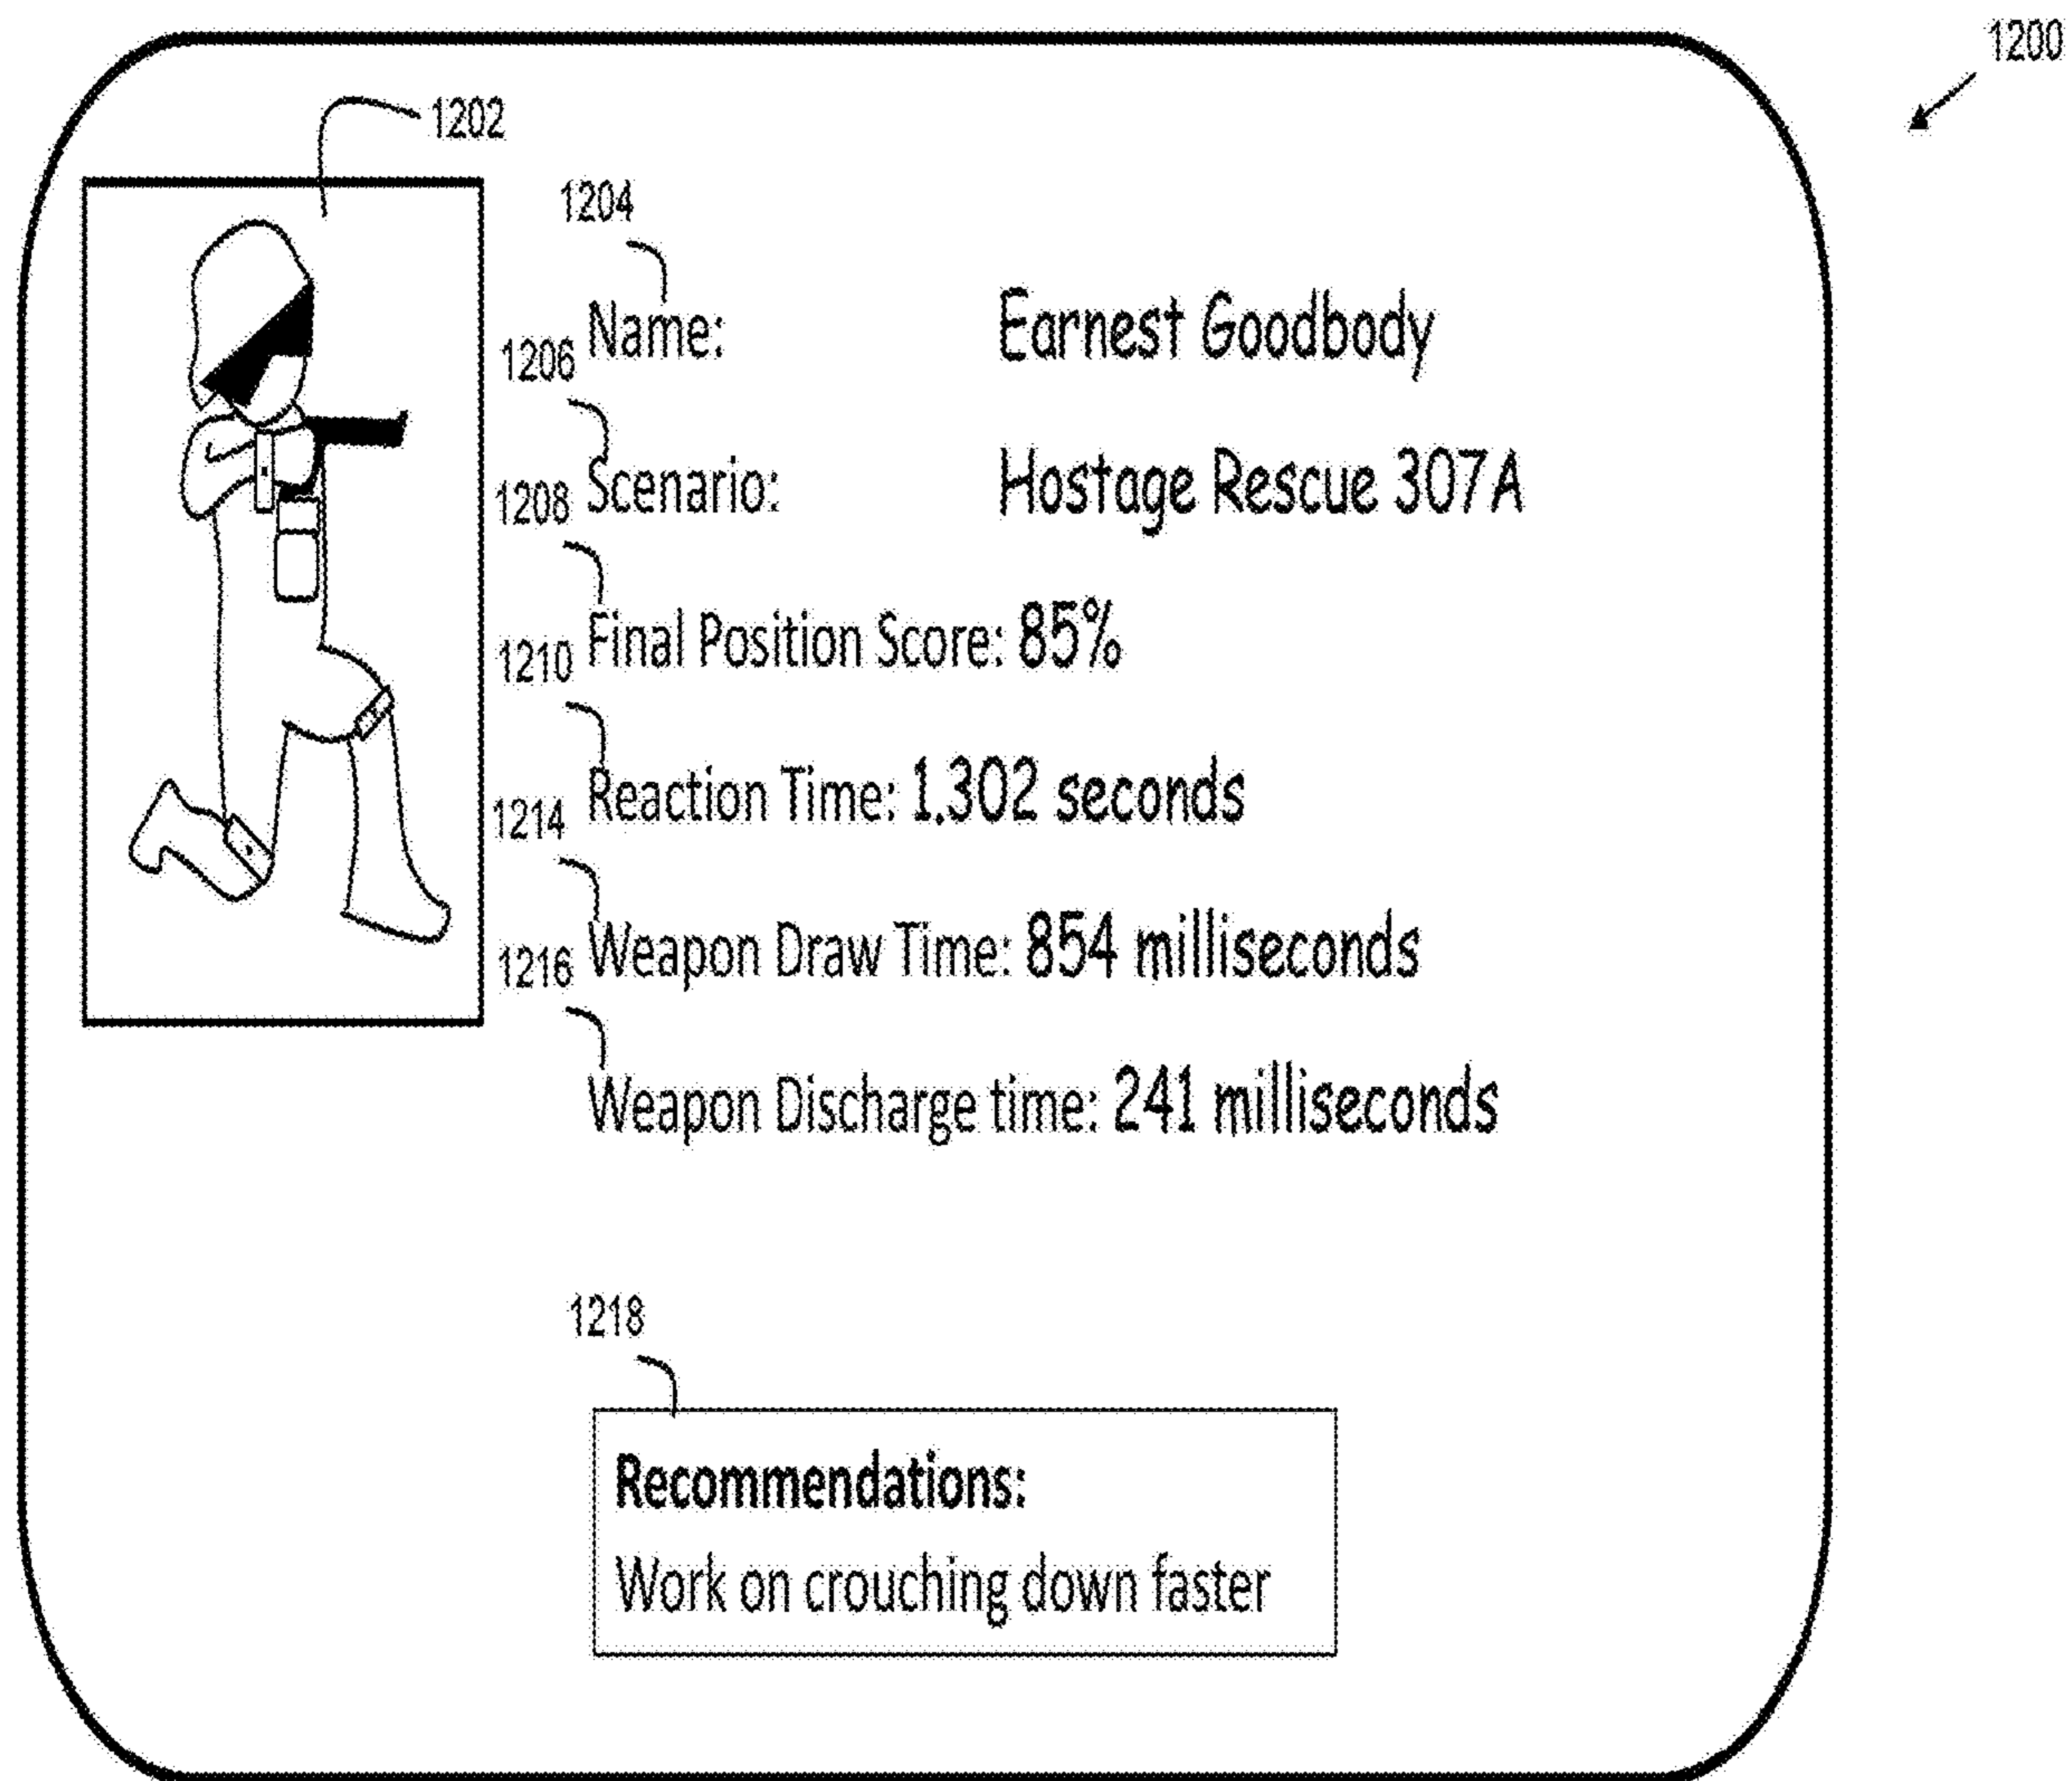 1200
1202
1204
Name: Earnest Goodbody
1206
Scenario: Hostage Rescue 307A
1208
Final Position Score: 85%
1210
Reaction Time: 1.302 seconds
1214
Weapon Draw Time: 854 milliseconds
1216
Weapon Discharge time: 241 milliseconds
1218
Recommendations:
Work on crouching down faster